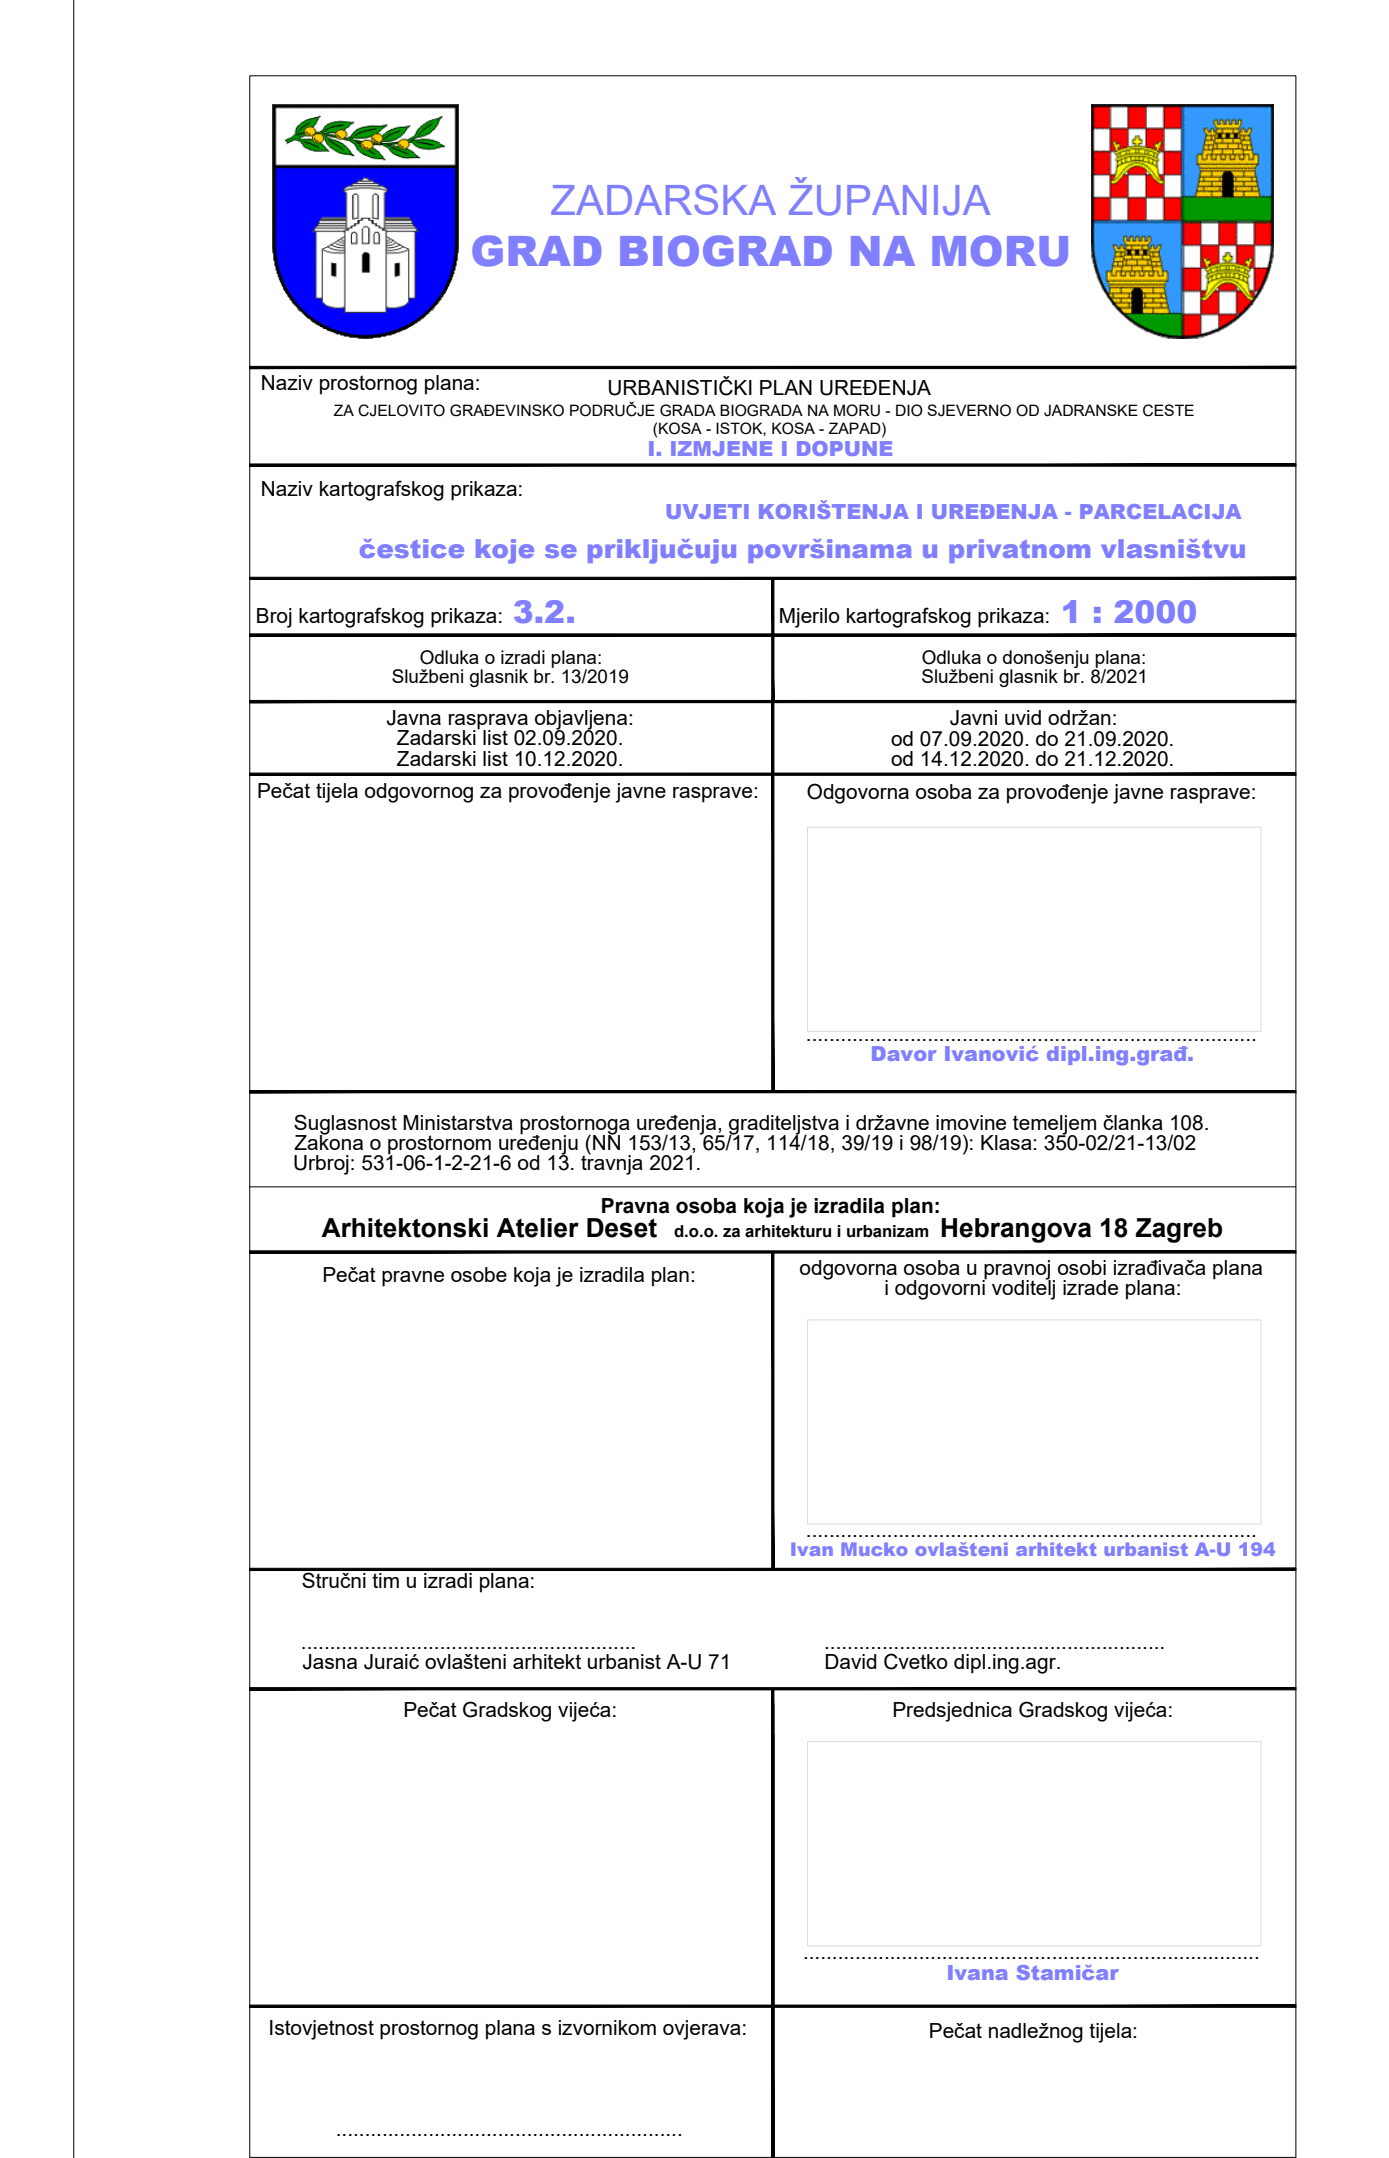 ZADARSKA ŽUPANIJA
GRAD BIOGRAD NA MORU
Naziv prostornog plana:
URBANISTIČKI PLAN UREĐENJA
ZA CJELOVITO GRAĐEVINSKO PODRUČJE GRADA BIOGRADA NA MORU - DIO SJEVERNO OD JADRANSKE CESTE
(KOSA - ISTOK, KOSA - ZAPAD)
I. IZMJENE I DOPUNE
Naziv kartografskog prikaza:
UVJETI KORIŠTENJA I UREĐENJA - PARCELACIJA
čestice koje se priključuju površinama u privatnom vlasništvu
Broj kartografskog prikaza: 3.2.
Mjerilo kartografskog prikaza: 1 : 2000
Odluka o izradi plana:
Službeni glasnik br. 13/2019
Odluka o donošenju plana:
Službeni glasnik br. 8/2021
Javna rasprava objavljena:
Zadarski list 02.09.2020.
Zadarski list 10.12.2020.
Javni uvid održan:
od 07.09.2020. do 21.09.2020.
od 14.12.2020. do 21.12.2020.
Pečat tijela odgovornog za provođenje javne rasprave:
Odgovorna osoba za provođenje javne rasprave:
Davor Ivanović dipl.ing.građ.
Suglasnost Ministarstva prostornoga uređenja, graditeljstva i državne imovine temeljem članka 108.
Zakona o prostornom uređenju (NN 153/13, 65/17, 114/18, 39/19 i 98/19): Klasa: 350-02/21-13/02
Urbroj: 531-06-1-2-21-6 od 13. travnja 2021.
Pravna osoba koja je izradila plan:
Arhitektonski Atelier Deset d.o.o. za arhitekturu i urbanizam Hebrangova 18 Zagreb
Pečat pravne osobe koja je izradila plan:
odgovorna osoba u pravnoj osobi izrađivača plana
i odgovorni voditelj izrade plana:
Ivan Mucko ovlašteni arhitekt urbanist A-U 194
Stručni tim u izradi plana:
Jasna Juraić ovlašteni arhitekt urbanist A-U 71
David Cvetko dipl.ing.agr.
Pečat Gradskog vijeća:
Predsjednica Gradskog vijeća:
Ivana Stamičar
Istovjetnost prostornog plana s izvornikom ovjerava:
Pečat nadležnog tijela: